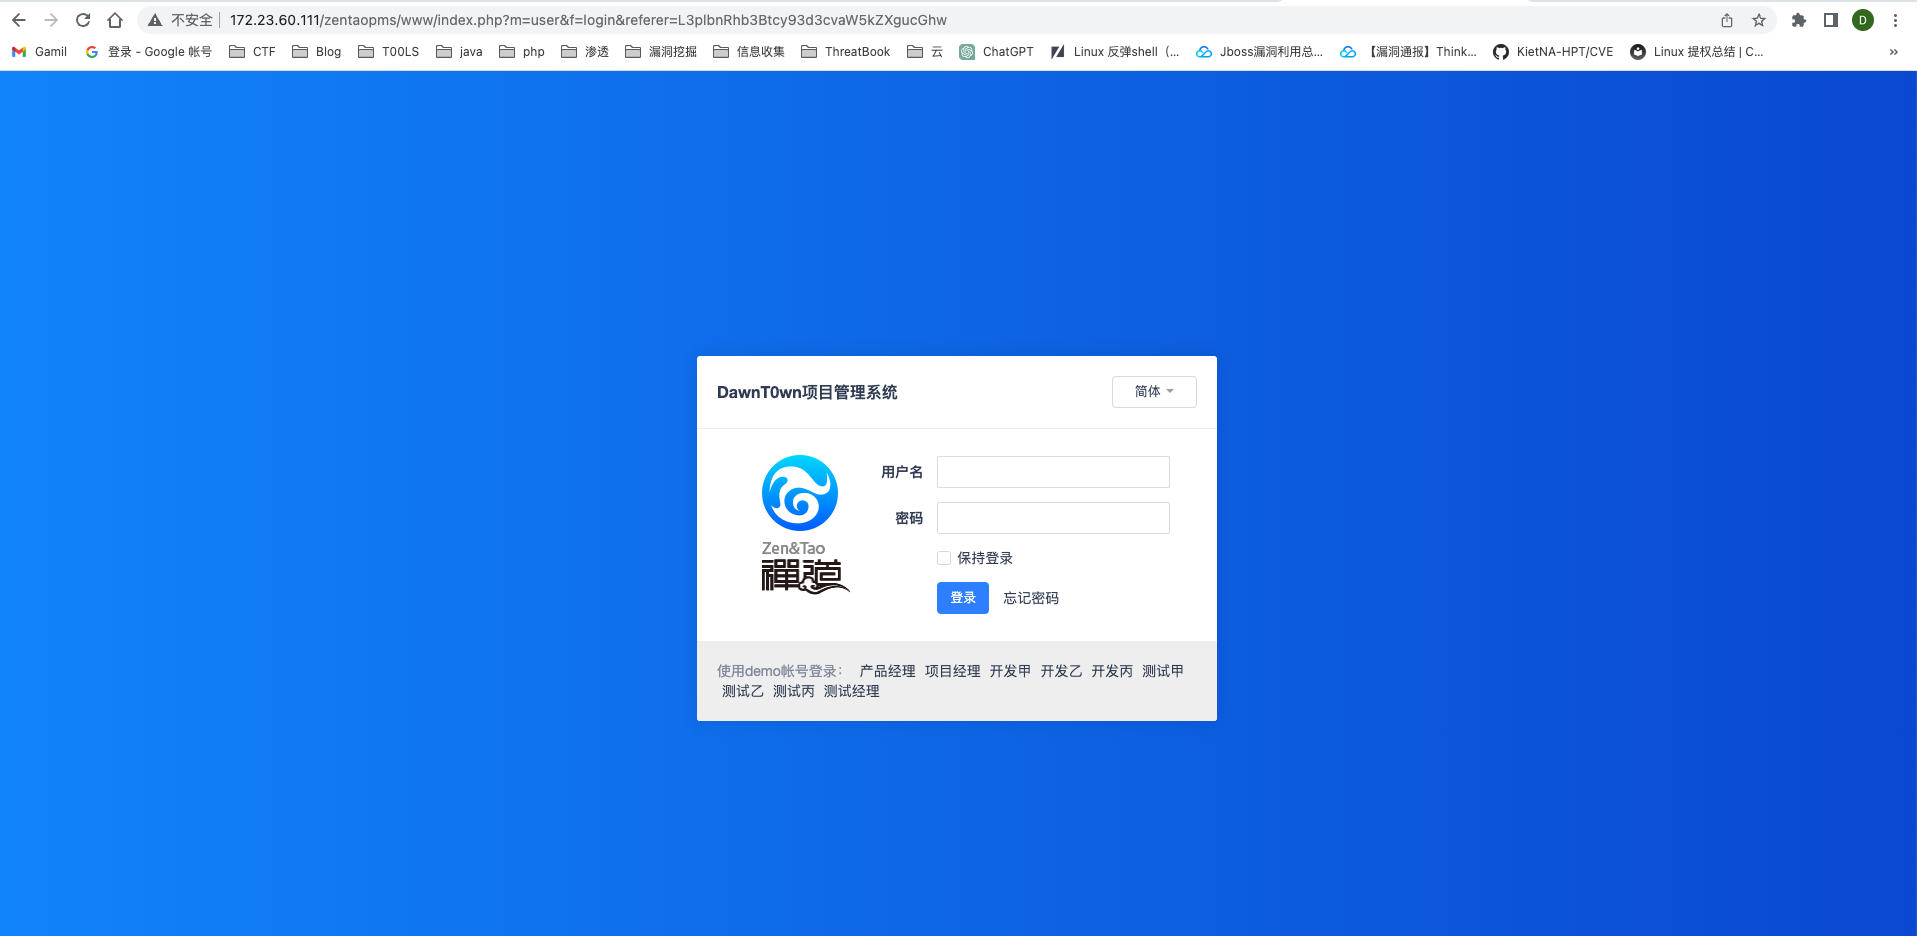 不安全 172.23.60.111/zentaopms/www/index.php?m=user&f=login&referer=L3plbnRhb3Btcy93d3cvaW5kZXgucGhw
D
Gamil 登录 - Google 帐号 CTF Blog T00LS java php 渗透 漏洞挖掘 信息收集 ThreatBook 云 ChatGPT Linux 反弹shell（... Jboss漏洞利用总... 【漏洞通报】Think... KietNA-HPT/CVE Linux 提权总结 | C... »
DawnT0wn项目管理系统 简体
用户名
密码
Zen&Tao
禪道
保持登录
登录 忘记密码
使用demo帐号登录： 产品经理 项目经理 开发甲 开发乙 开发丙 测试甲
测试乙 测试丙 测试经理